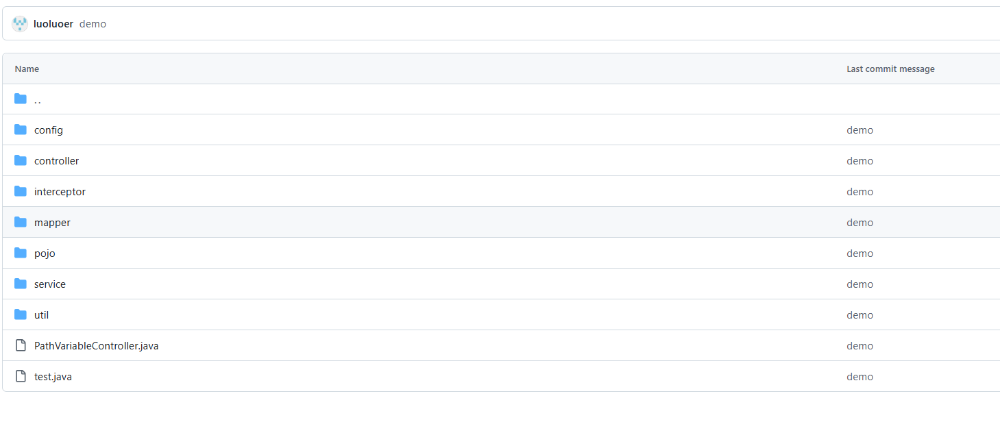 luoluoer demo
Name Last commit message
..
config demo
controller demo
interceptor demo
mapper demo
pojo demo
service demo
util demo
PathVariableController.java demo
test.java demo